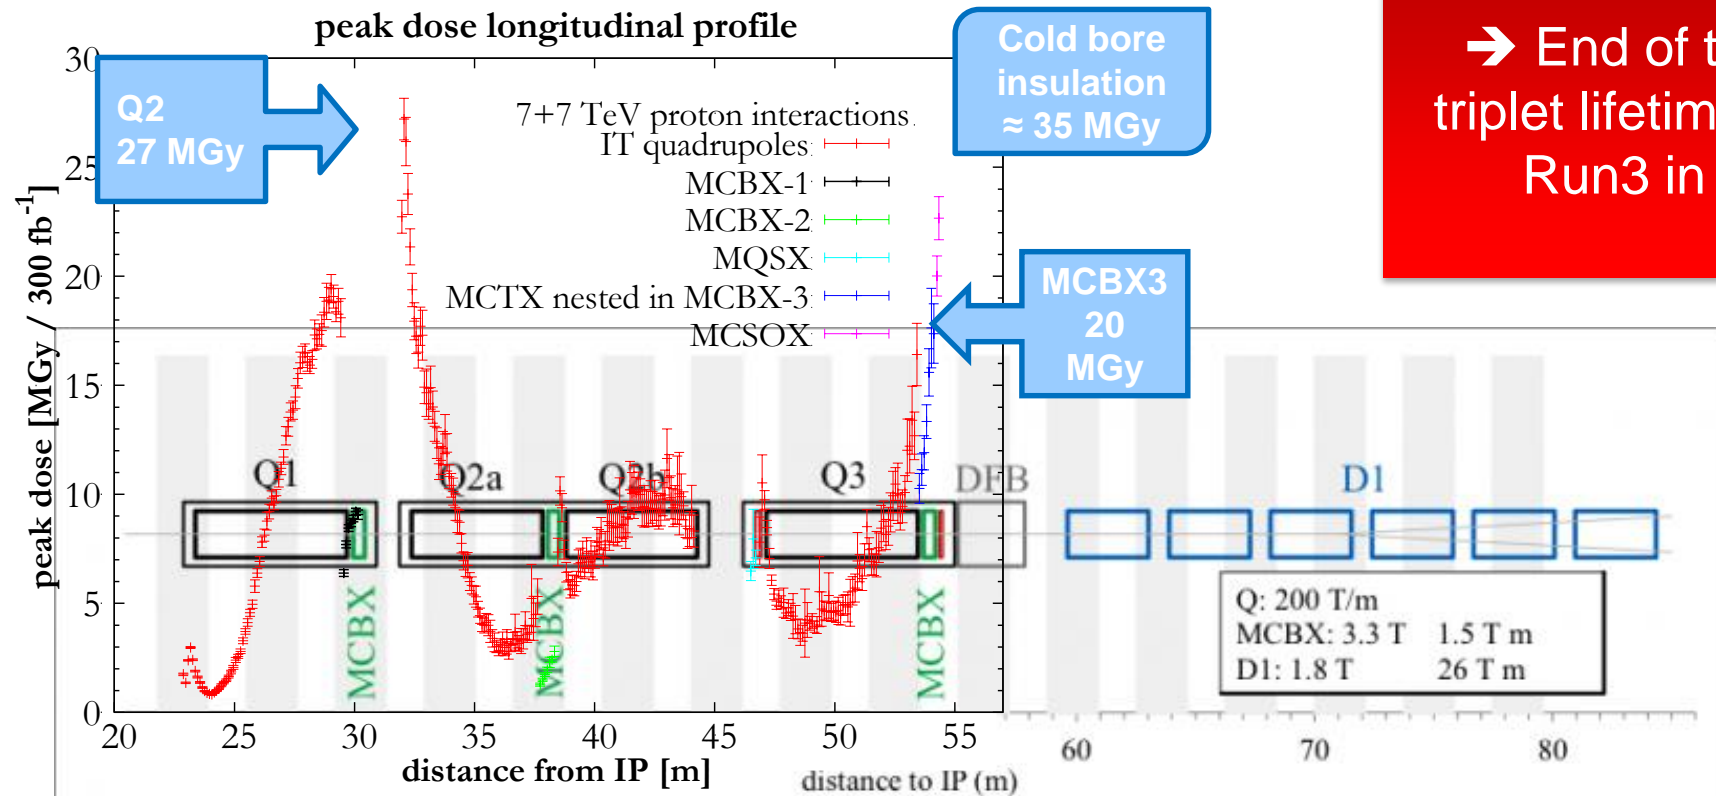 peak dose longitudinal profile
Q2
27 MGy
Cold bore
insulation
≈ 35 MGy
➔ End of t
triplet lifetim
Run3 in
7+7 TeV proton interactions
IT quadrupoles
MCBX-1
MCBX-2
MQSX
MCTX nested in MCBX-3
MCSOX
MCBX3
20
MGy
peak dose [MGy / 300 fb⁻¹]
30
25
20
15
10
5
0
Q1
Q2a
Q2b
Q3
DFB
D1
MCBX
MCBX
MCBX
Q: 200 T/m
MCBX: 3.3 T 1.5 T m
D1: 1.8 T 26 T m
20 25 30 35 40 45 50 55 60 70 80
distance from IP [m]
distance to IP (m)